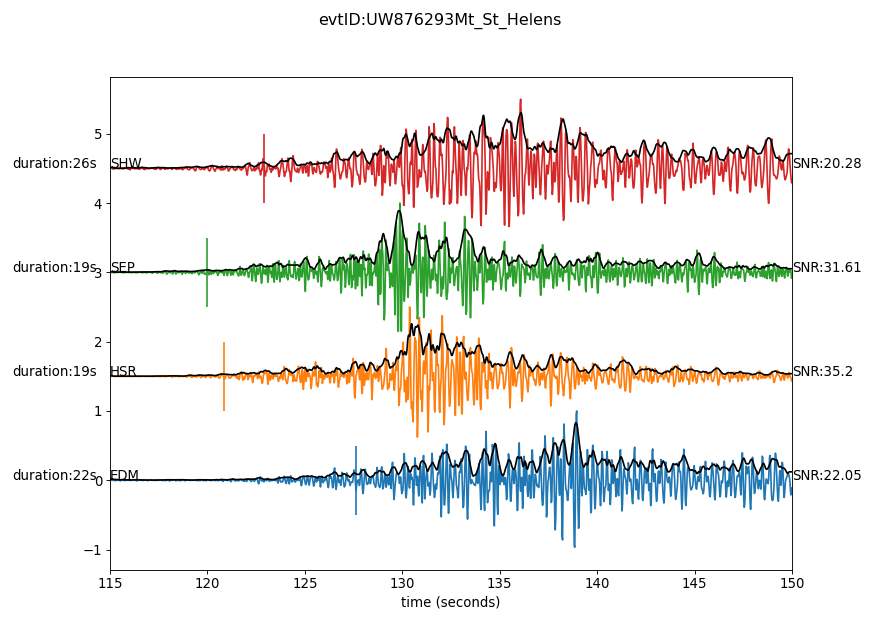 evtID:UW876293Mt_St_Helens
5
duration:26s SHW SNR:20.28
4
duration:19s 3 SEP SNR:31.61
2
duration:19s HSR SNR:35.2
1
duration:22s 0 EDM SNR:22.05
−1
115 120 125 130 135 140 145 150
time (seconds)